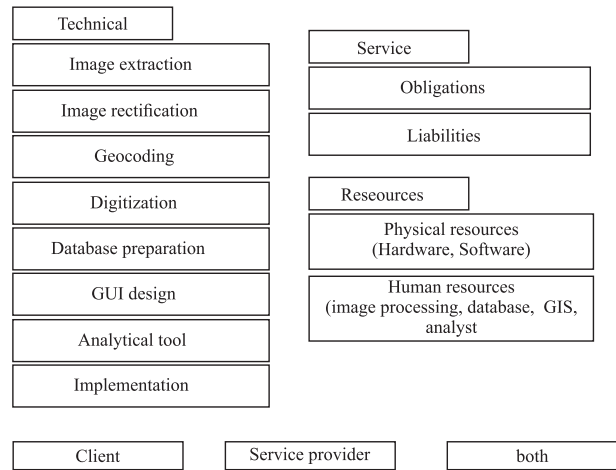 Technical
Image extraction
Image rectification
Geocoding
Digitization
Database preparation
GUI design
Analytical tool
Implementation
Service
Obligations
Liabilities
Reseources
Physical resources
(Hardware, Software)
Human resources
(image processing, database, GIS,
analyst
Client
Service provider
both